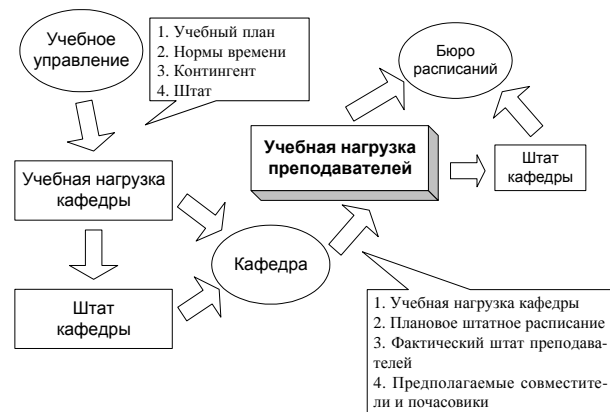 Учебное
управление
1. Учебный план
2. Нормы времени
3. Контингент
4. Штат
Бюро
расписаний
Учебная нагрузка
преподавателей
Штат
кафедры
Учебная нагрузка
кафедры
Кафедра
Штат
кафедры
1. Учебная нагрузка кафедры
2. Плановое штатное расписание
3. Фактический штат преподава-
телей
4. Предполагаемые совместите-
ли и почасовики